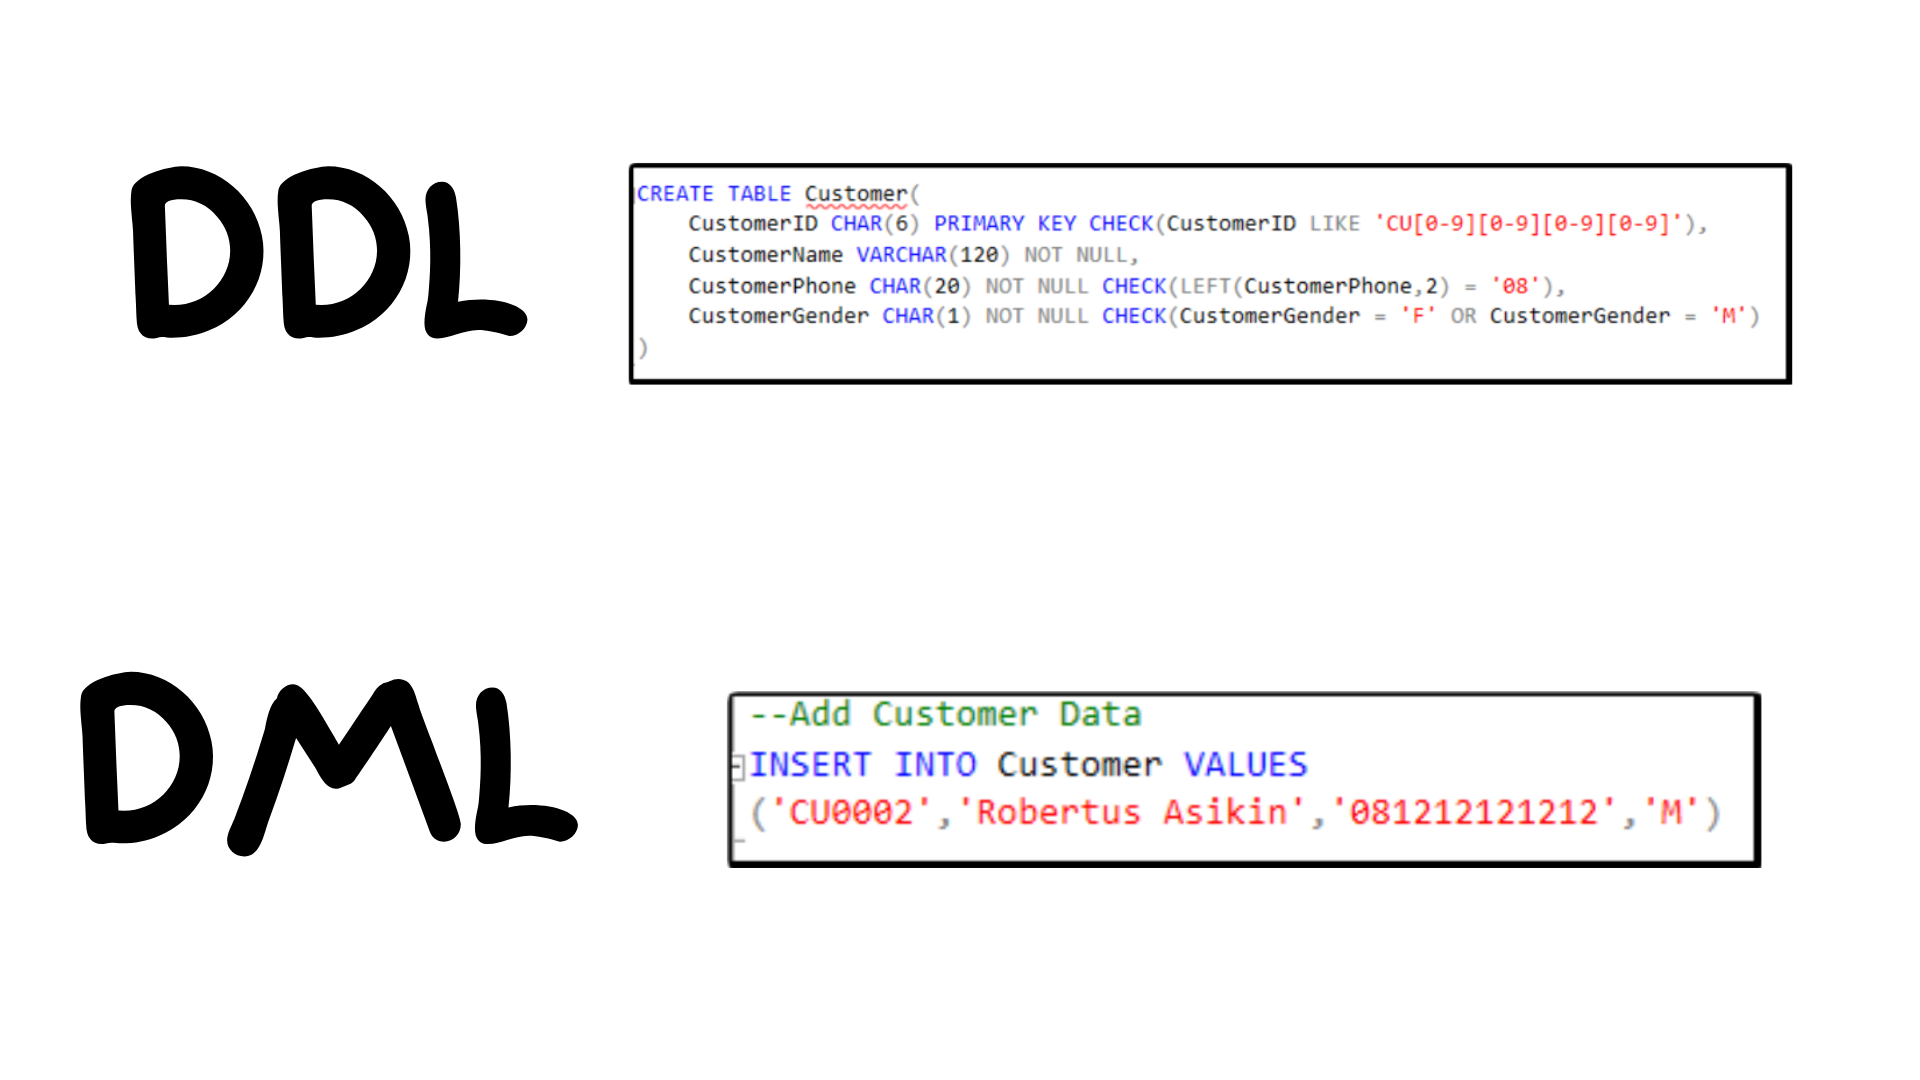 DDL
CREATE TABLE Customer(
CustomerID CHAR(6) PRIMARY KEY CHECK(CustomerID LIKE 'CU[0-9][0-9][0-9][0-9]'),
CustomerName VARCHAR(120) NOT NULL,
CustomerPhone CHAR(20) NOT NULL CHECK(LEFT(CustomerPhone,2) = '08'),
CustomerGender CHAR(1) NOT NULL CHECK(CustomerGender = 'F' OR CustomerGender = 'M')
)
DML
--Add Customer Data
INSERT INTO Customer VALUES
('CU0002','Robertus Asikin','081212121212','M')